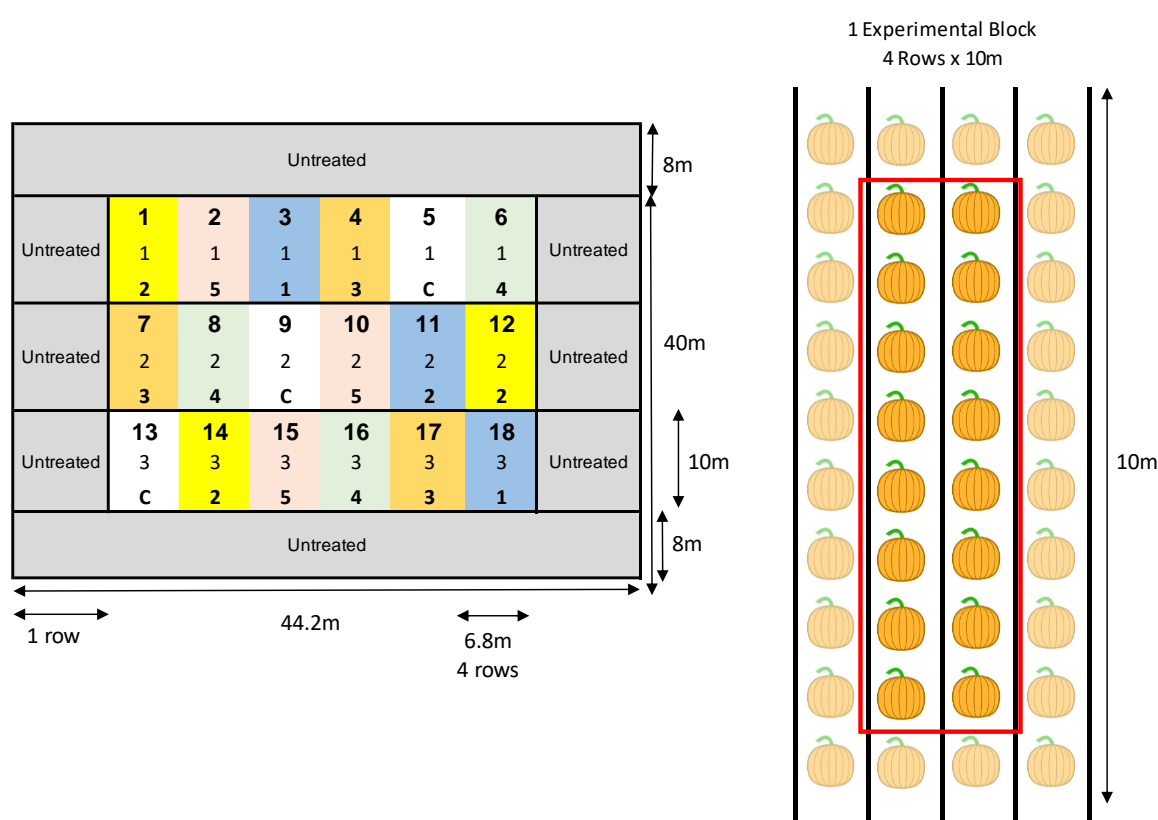 1 Experimental Block
4 Rows x 10m
Untreated
8m
1 2 3 4 5 6
Untreated 1 1 1 1 1 1 Untreated
2 5 1 3 C 4
7 8 9 10 11 12
Untreated 2 2 2 2 2 2 Untreated
3 4 C 5 2 2
40m
13 14 15 16 17 18
Untreated 3 3 3 3 3 3 Untreated
C 2 5 4 3 1
10m
Untreated
8m
1 row
44.2m
6.8m
4 rows
10m